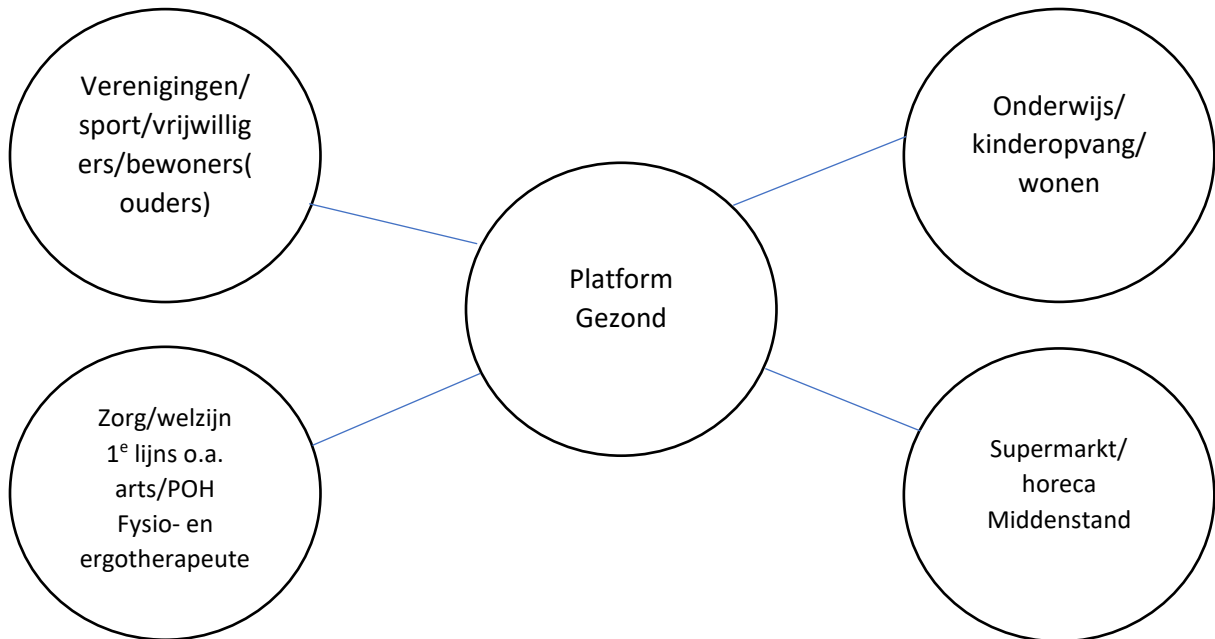 Verenigingen/
sport/vrijwillig
ers/bewoners(
ouders)
Onderwijs/
kinderopvang/
wonen
Platform
Gezond
Zorg/welzijn
1e lijns o.a.
arts/POH
Fysio- en
ergotherapeute
Supermarkt/
horeca
Middenstand